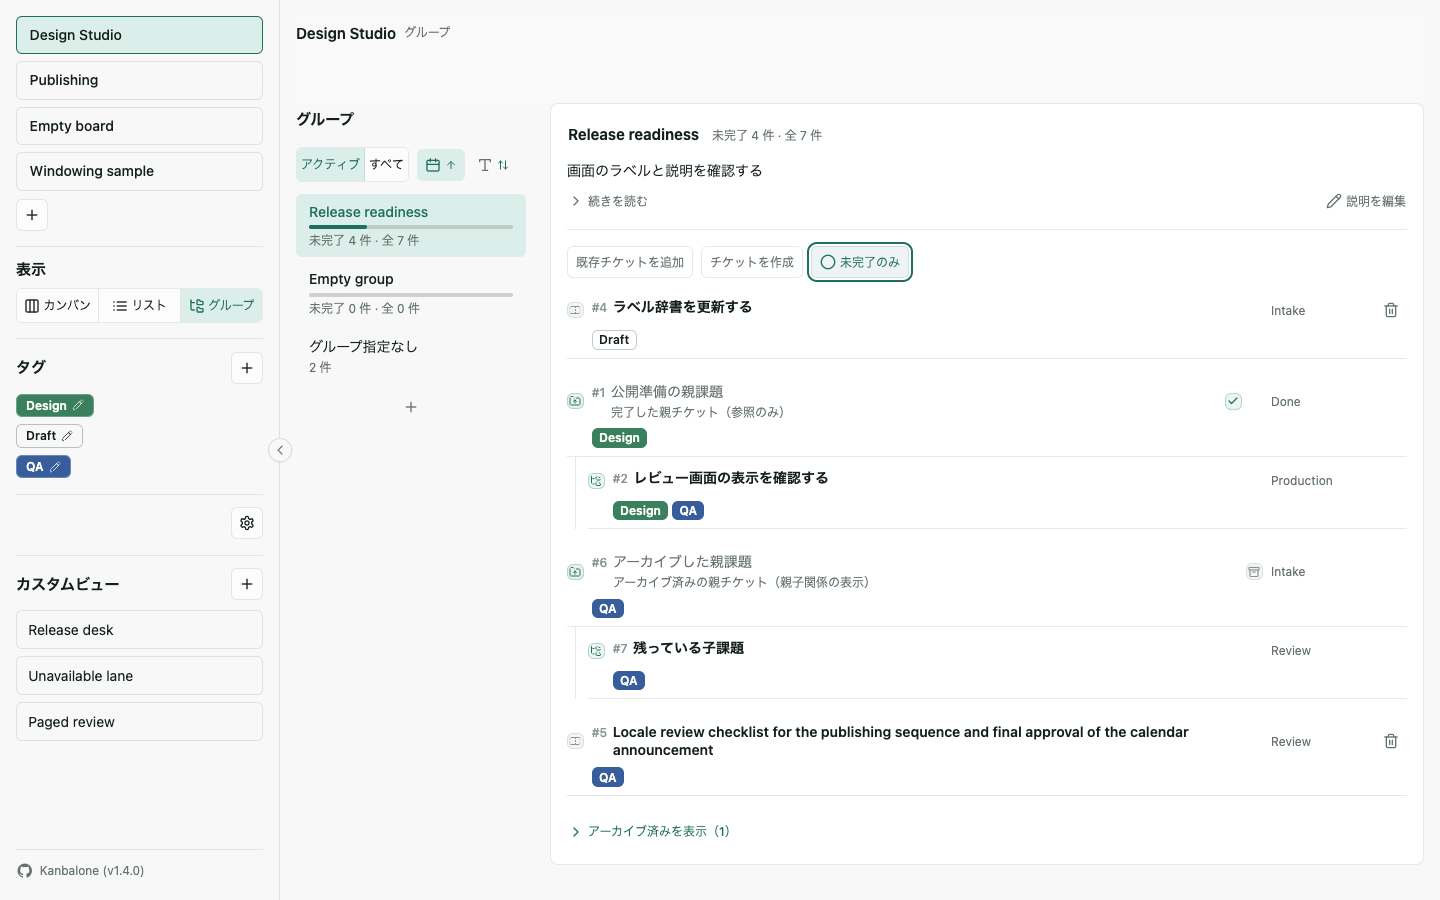 Design Studio
Publishing
Empty board
Windowing sample
表示
カンバン
リスト
グループ
タグ
Design
Draft
QA
カスタムビュー
Release desk
Unavailable lane
Paged review
Kanbalone (v1.4.0)
Design Studio グループ
グループ
アクティブ すべて
Release readiness
未完了 4 件 · 全 7 件
Empty group
未完了 0 件 · 全 0 件
グループ指定なし
2 件
Release readiness 未完了 4 件 · 全 7 件
画面のラベルと説明を確認する
続きを読む
説明を編集
既存チケットを追加 チケットを作成 未完了のみ
#4 ラベル辞書を更新する Intake
Draft
#1 公開準備の親課題 Done
完了した親チケット（参照のみ）
Design
#2 レビュー画面の表示を確認する Production
Design QA
#6 アーカイブした親課題 Intake
アーカイブ済みの親チケット（親子関係の表示）
QA
#7 残っている子課題 Review
QA
#5 Locale review checklist for the publishing sequence and final approval of the calendar
announcement Review
QA
アーカイブ済みを表示（1）